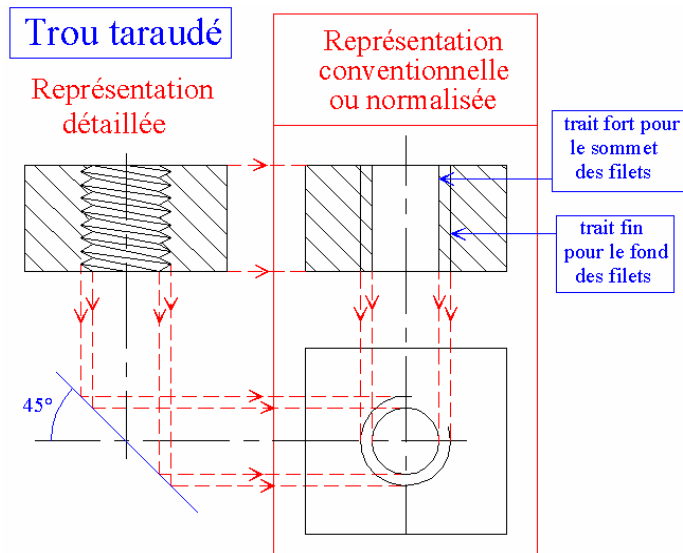 Trou taraudé
Représentation
détaillée
Représentation
conventionnelle
ou normalisée
trait fort pour
le sommet
des filets
trait fin
pour le fond
des filets
45°